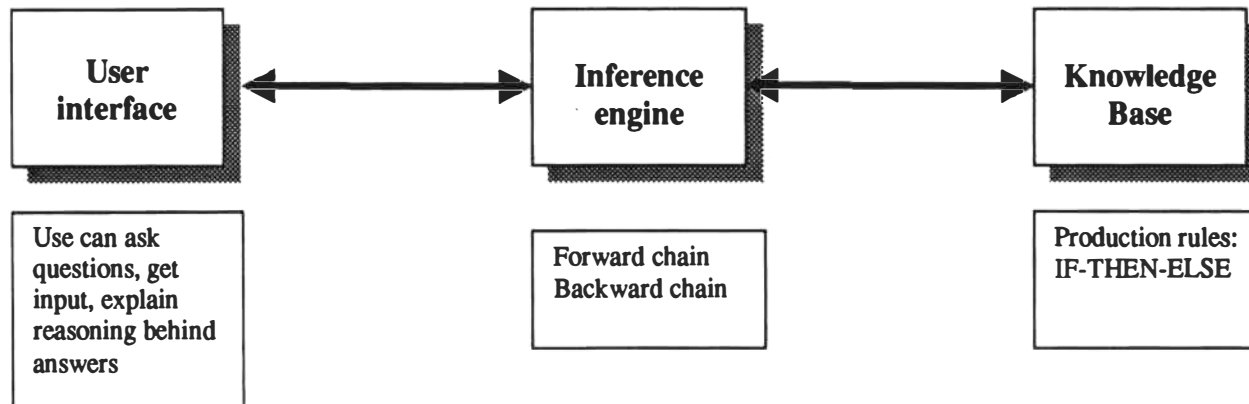 User
interface
Inference
engine
Knowledge
Base
Use can ask
questions, get
input, explain
reasoning behind
answers
Forward chain
Backward chain
Production rules:
IF-THEN-ELSE